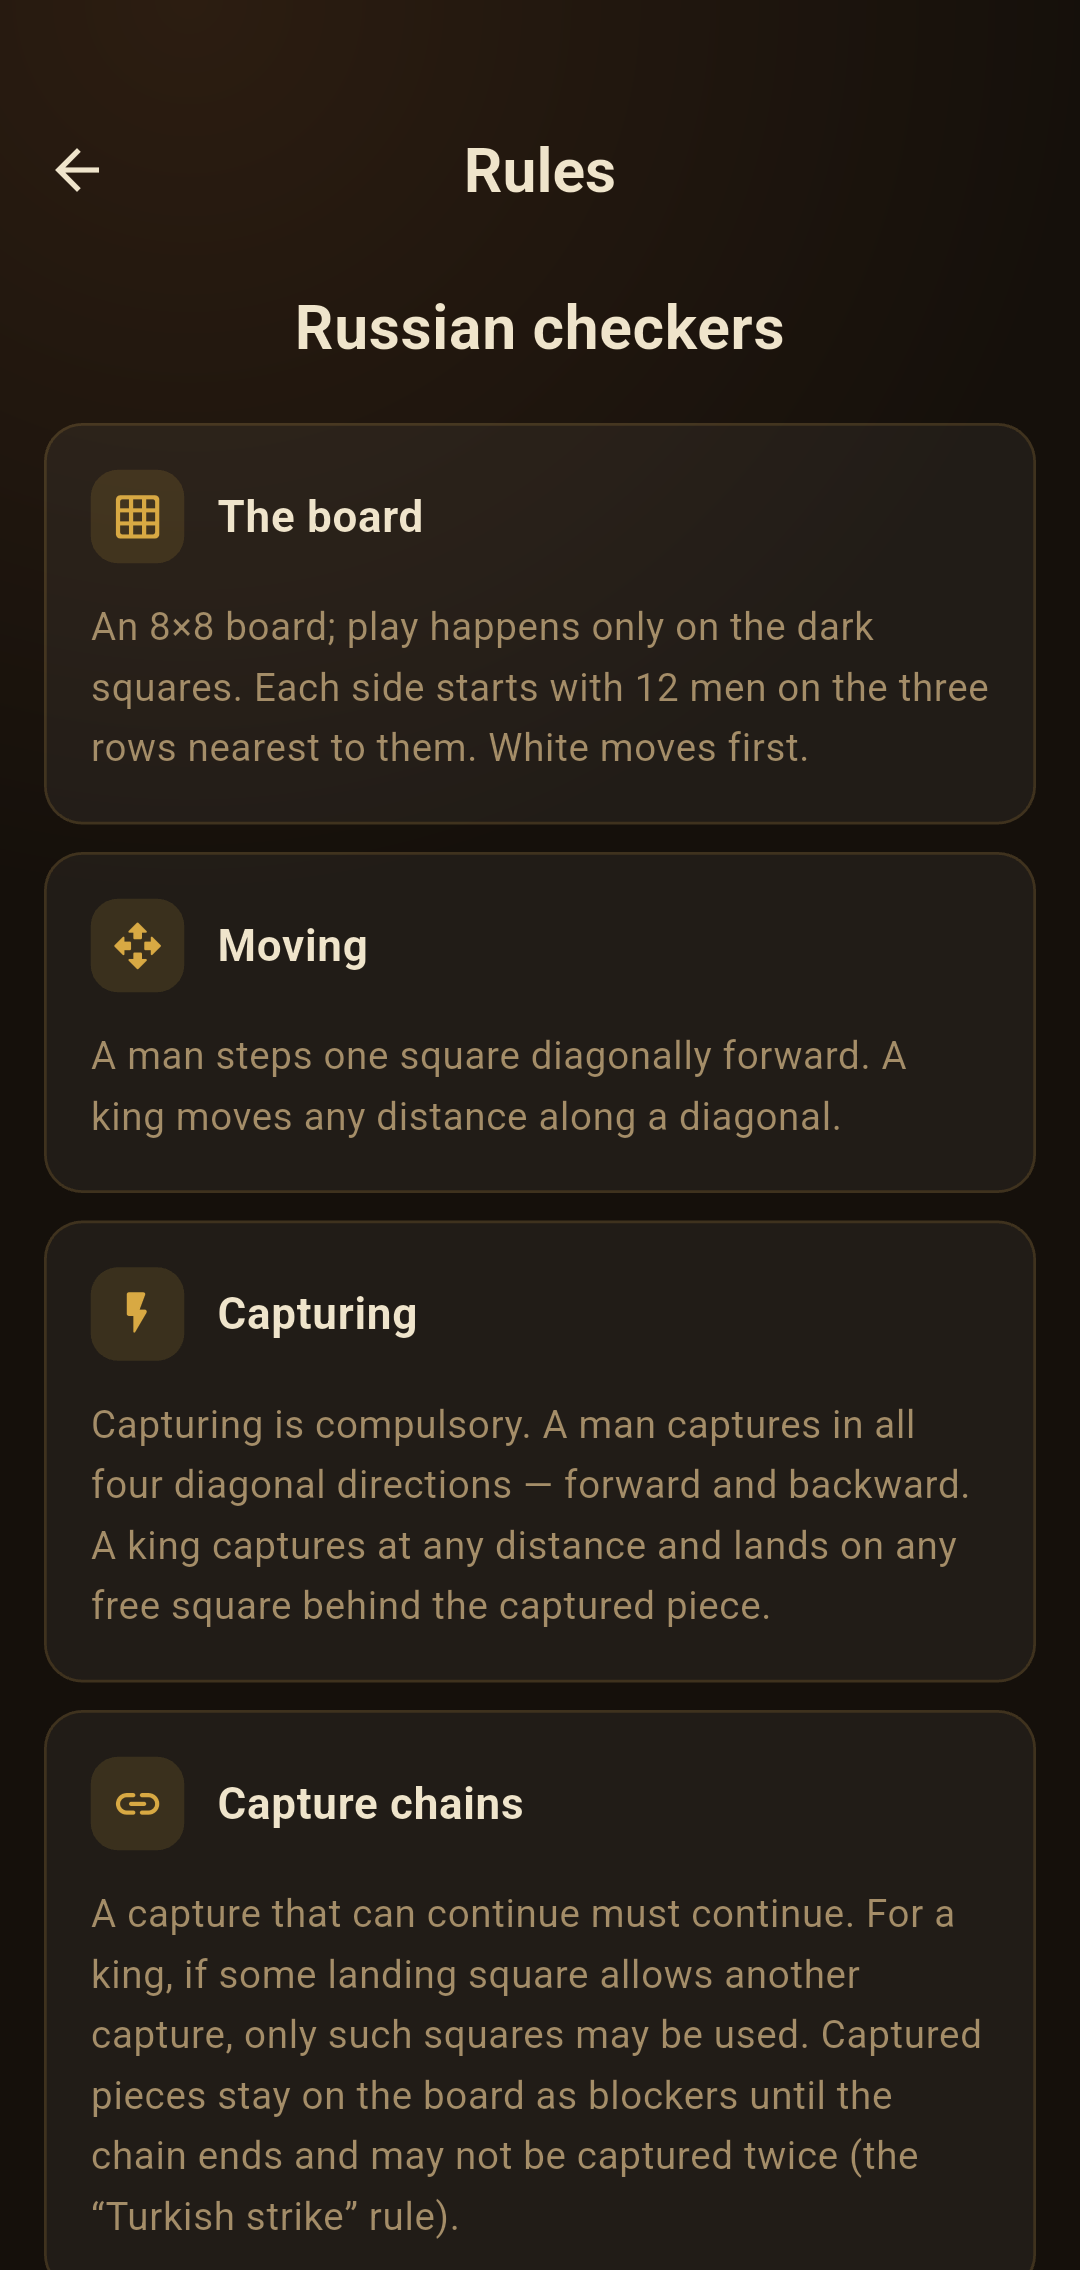 Rules
Russian checkers
The board
An 8×8 board; play happens only on the dark
squares. Each side starts with 12 men on the three
rows nearest to them. White moves first.
Moving
A man steps one square diagonally forward. A
king moves any distance along a diagonal.
Capturing
Capturing is compulsory. A man captures in all
four diagonal directions — forward and backward.
A king captures at any distance and lands on any
free square behind the captured piece.
Capture chains
A capture that can continue must continue. For a
king, if some landing square allows another
capture, only such squares may be used. Captured
pieces stay on the board as blockers until the
chain ends and may not be captured twice (the
“Turkish strike” rule).